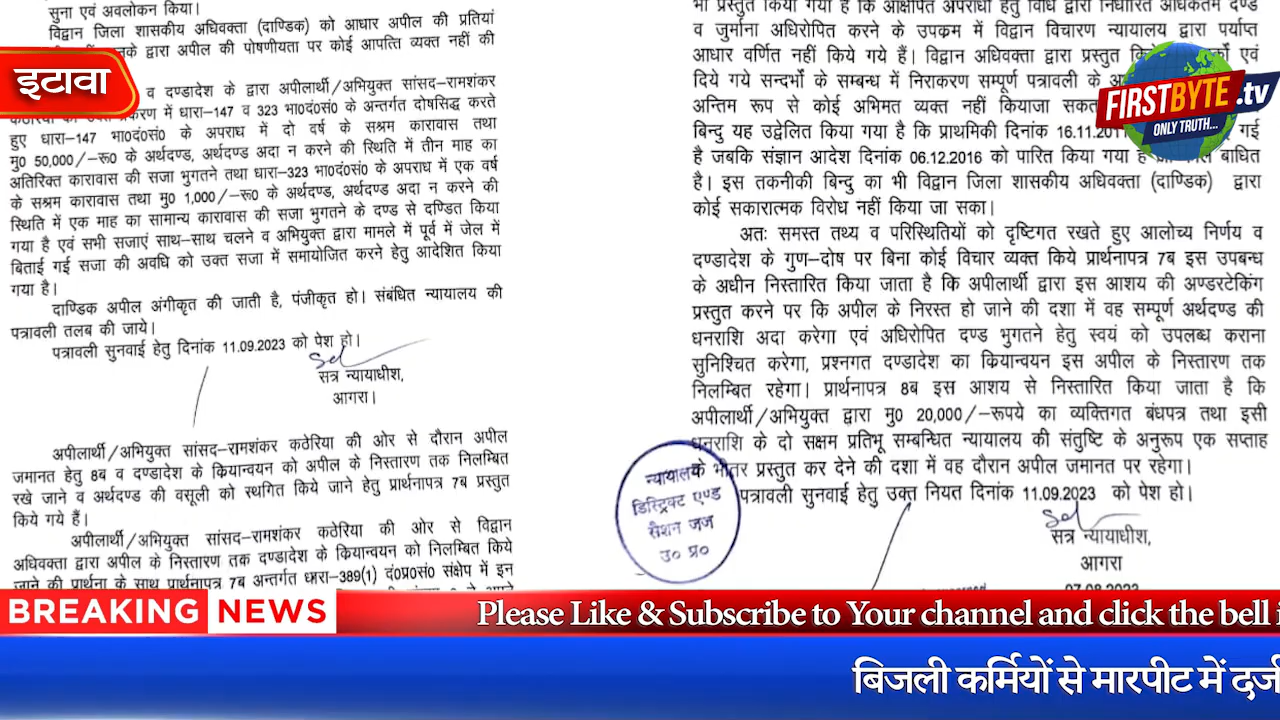 सुना एवं अवलोकन किया।
विद्वान जिला शासकीय अधिवक्ता (दाण्डिक) को आधार अपील की प्रतियां
द्वारा अपील की पोषणीयता पर कोई आपत्ति व्यक्त नहीं की
इटावा
व दण्डादेश के द्वारा अपीलार्थी/अभियुक्त सांसद-रामशंकर
में धारा-147 व 323 भा0दं0सं0 के अन्तर्गत दोषसिद्ध करते
हुए धारा-147 भा0दं0सं0 के अपराध में दो वर्ष के सश्रम कारावास तथा
मु0 50,000/-रू0 के अर्थदण्ड, अर्थदण्ड अदा न करने की स्थिति में तीन माह का
अतिरिक्त कारावास की सजा भुगतने तथा धारा-323 भा0दं0सं0 के अपराध में एक वर्ष
के सश्रम कारावास तथा मु0 1,000/-रू0 के अर्थदण्ड, अर्थदण्ड अदा न करने की
स्थिति में एक माह का सामान्य कारावास की सजा भुगतने के दण्ड से दण्डित किया
गया है एवं सभी सजाएं साथ-साथ चलने व अभियुक्त द्वारा मामले में पूर्व में जेल में
बिताई गई सजा की अवधि को उक्त सजा में समायोजित करने हेतु आदेशित किया
गया है।
दाण्डिक अपील अंगीकृत की जाती है, पंजीकृत हो। संबंधित न्यायालय की
पत्रावली तलब की जाये।
पत्रावली सुनवाई हेतु दिनांक 11.09.2023 को पेश हो।
Sd
सत्र न्यायाधीश,
आगरा।
अपीलार्थी/अभियुक्त सांसद-रामशंकर कठेरिया की ओर से दौरान अपील
जमानत हेतु 8ब व दण्डादेश के कियान्वयन को अपील के निस्तारण तक निलम्बित
रखे जाने व अर्थदण्ड की वसूली को स्थगित किये जाने हेतु प्रार्थनापत्र 7ब प्रस्तुत
किये गये हैं।
अपीलार्थी/अभियुक्त सांसद-रामशंकर कठेरिया की ओर से विद्वान
अधिवक्ता द्वारा अपील के निस्तारण तक दण्डादेश के कियान्वयन को निलम्बित किये
जाने की प्रार्थना के साथ प्रार्थनापत्र 7ब अन्तर्गत धारा-389(1) दं0प्र0सं0 संक्षेप में इन
भी प्रस्तुत किया गया है कि आक्षेपित अपराधों हेतु विधि द्वारा निर्धारित अधिकतम दण्ड
व जुर्माना अधिरोपित करने के उपक्रम में विद्वान विचारण न्यायालय द्वारा पर्याप्त
आधार वर्णित नहीं किये गये हैं। विद्वान अधिवक्ता द्वारा प्रस्तुत एवं
दिये गये सन्दर्भों के सम्बन्ध में निराकरण सम्पूर्ण पत्रावली के
अन्तिम रूप से कोई अभिमत व्यक्त नहीं कियाजा
बिन्दु यह उद्वेलित किया गया है कि प्राथमिकी दिनांक गई
है जबकि संज्ञान आदेश दिनांक 06.12.2016 को पारित किया गया है बाधित
है। इस तकनीकी बिन्दु का भी विद्वान जिला शासकीय अधिवक्ता (दाण्डिक) द्वारा
कोई सकारात्मक विरोध नहीं किया जा सका।
अतः समस्त तथ्य व परिस्थितियों को दृष्टिगत रखते हुए आलोच्य निर्णय व
दण्डादेश के गुण-दोष पर बिना कोई विचार व्यक्त किये प्रार्थनापत्र 7ब इस उपबन्ध
के अधीन निस्तारित किया जाता है कि अपीलार्थी द्वारा इस आशय की अण्डरटेकिंग
प्रस्तुत करने पर कि अपील के निरस्त हो जाने की दशा में वह सम्पूर्ण अर्थदण्ड की
धनराशि अदा करेगा एवं अधिरोपित दण्ड भुगतने हेतु स्वयं को उपलब्ध कराना
सुनिश्चित करेगा, प्रश्नगत दण्डादेश का कियान्वयन इस अपील के निस्तारण तक
निलम्बित रहेगा। प्रार्थनापत्र 8ब इस आशय से निस्तारित किया जाता है कि
अपीलार्थी/अभियुक्त द्वारा मु0 20,000/-रूपये का व्यक्तिगत बंधपत्र तथा इसी
धनराशि के दो सक्षम प्रतिभू सम्बन्धित न्यायालय की संतुष्टि के अनुरूप एक सप्ताह
के भीतर प्रस्तुत कर देने की दशा में वह दौरान अपील जमानत पर रहेगा।
पत्रावली सुनवाई हेतु उक्त नियत दिनांक 11.09.2023 को पेश हो।
Sd
सत्र न्यायाधीश,
आगरा
07.08.2023
न्यायालय
डिस्ट्रिक्ट एण्ड
सैशन जज
उ० प्र०
FIRSTBYTE.tv
ONLY TRUTH...
BREAKING NEWS
Please Like & Subscribe to Your channel and click the bell
बिजली कर्मियों से मारपीट में दर्ज